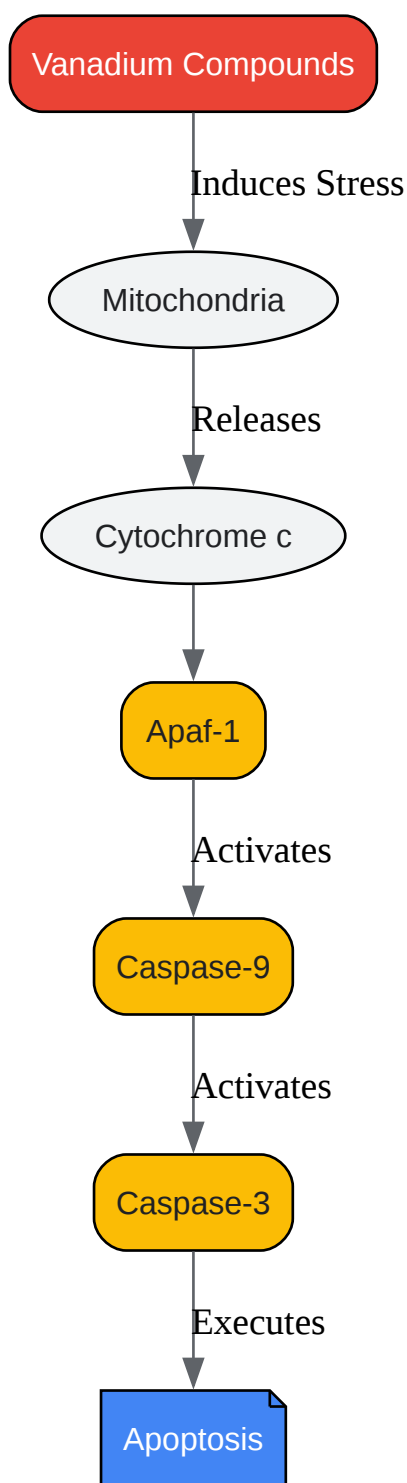 Vanadium Compounds
Induces Stress
Mitochondria
Releases
Cytochrome c
Apaf-1
Activates
Caspase-9
Activates
Caspase-3
Executes
Apoptosis